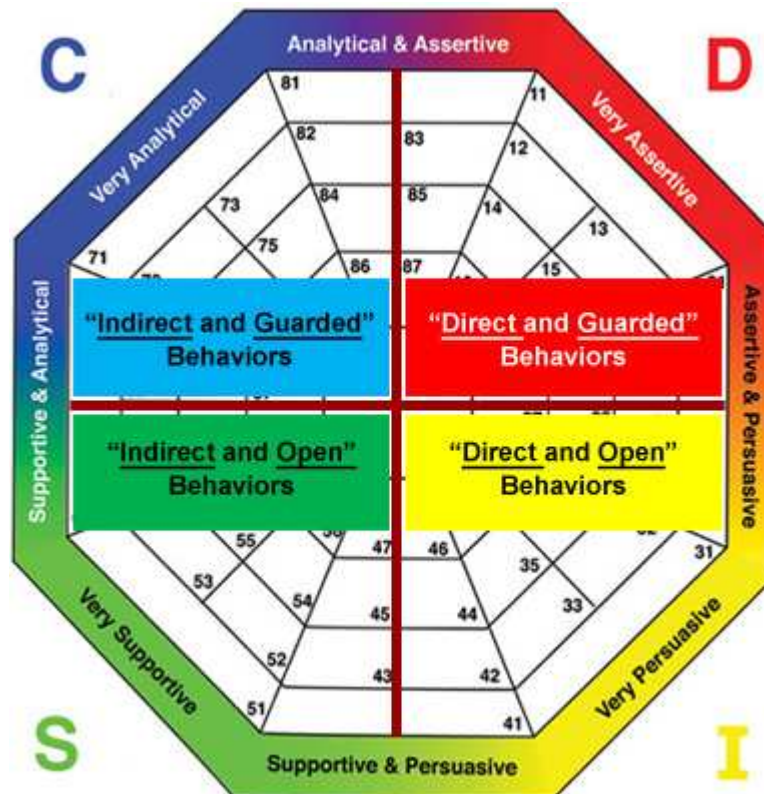 C
D
Analytical & Assertive
Very Analytical
Very Assertive
81
11
82
83
12
73
84
85
14
13
75
15
71
86
87
"Indirect and Guarded"
Behaviors
"Direct and Guarded"
Behaviors
Supportive & Analytical
Assertive & Persuasive
"Indirect and Open"
Behaviors
"Direct and Open"
Behaviors
55
47
46
31
53
35
54
45
44
33
52
43
42
51
41
Very Supportive
Very Persuasive
Supportive & Persuasive
S
I